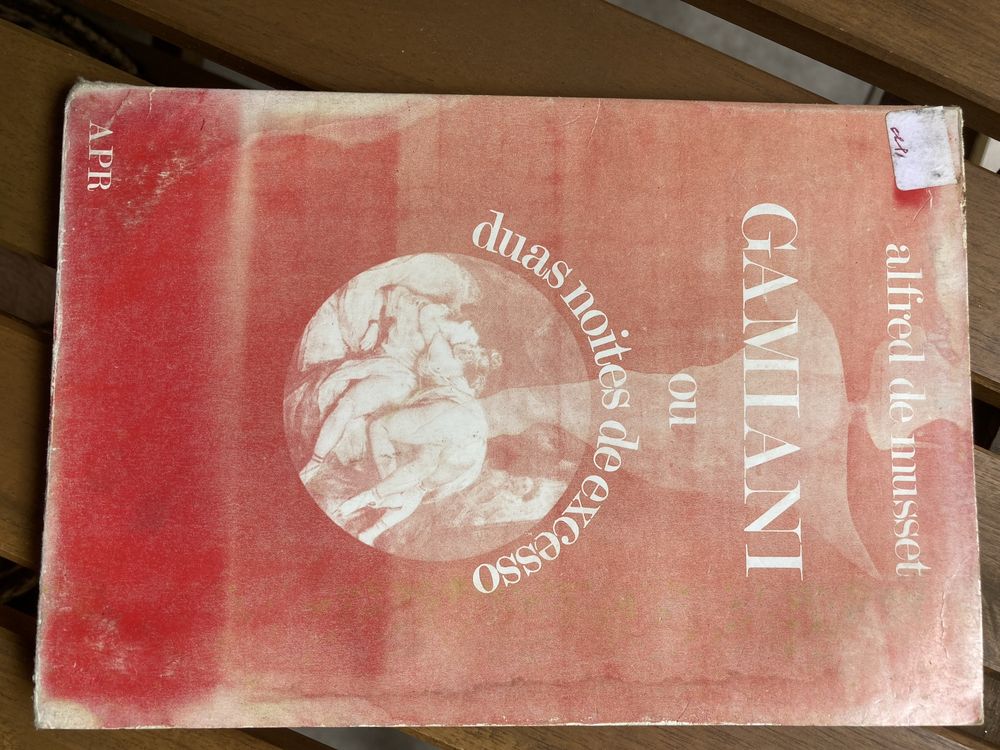 alfred de musset
GAMIANI
ou
duas noites de excesso
APR